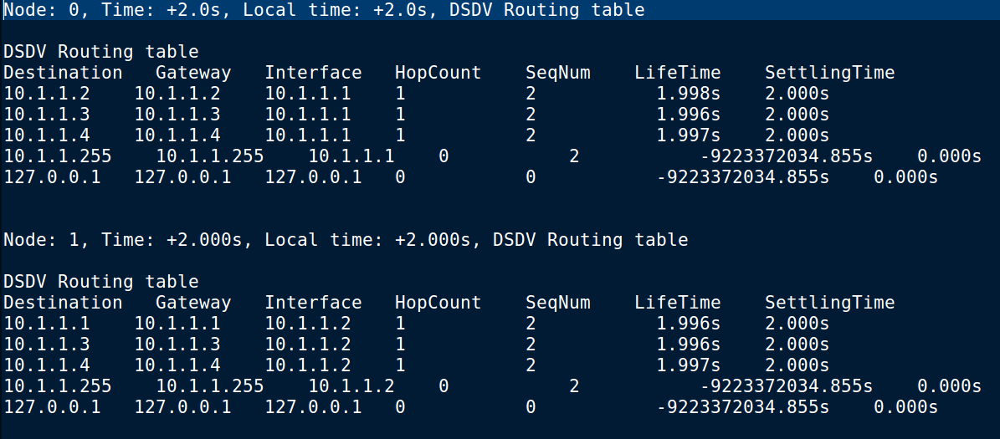 Node: 0, Time: +2.0s, Local time: +2.0s, DSDV Routing table

DSDV Routing table
Destination   Gateway   Interface   HopCount    SeqNum    LifeTime    SettlingTime
10.1.1.2    10.1.1.2    10.1.1.1    1           2           1.998s    2.000s
10.1.1.3    10.1.1.3    10.1.1.1    1           2           1.996s    2.000s
10.1.1.4    10.1.1.4    10.1.1.1    1           2           1.997s    2.000s
10.1.1.255    10.1.1.255    10.1.1.1    0           2           -9223372034.855s    0.000s
127.0.0.1   127.0.0.1   127.0.0.1   0           0           -9223372034.855s    0.000s

Node: 1, Time: +2.000s, Local time: +2.000s, DSDV Routing table

DSDV Routing table
Destination   Gateway   Interface   HopCount    SeqNum    LifeTime    SettlingTime
10.1.1.1    10.1.1.1    10.1.1.2    1           2           1.996s    2.000s
10.1.1.3    10.1.1.3    10.1.1.2    1           2           1.996s    2.000s
10.1.1.4    10.1.1.4    10.1.1.2    1           2           1.997s    2.000s
10.1.1.255    10.1.1.255    10.1.1.2    0           2           -9223372034.855s    0.000s
127.0.0.1   127.0.0.1   127.0.0.1   0           0           -9223372034.855s    0.000s